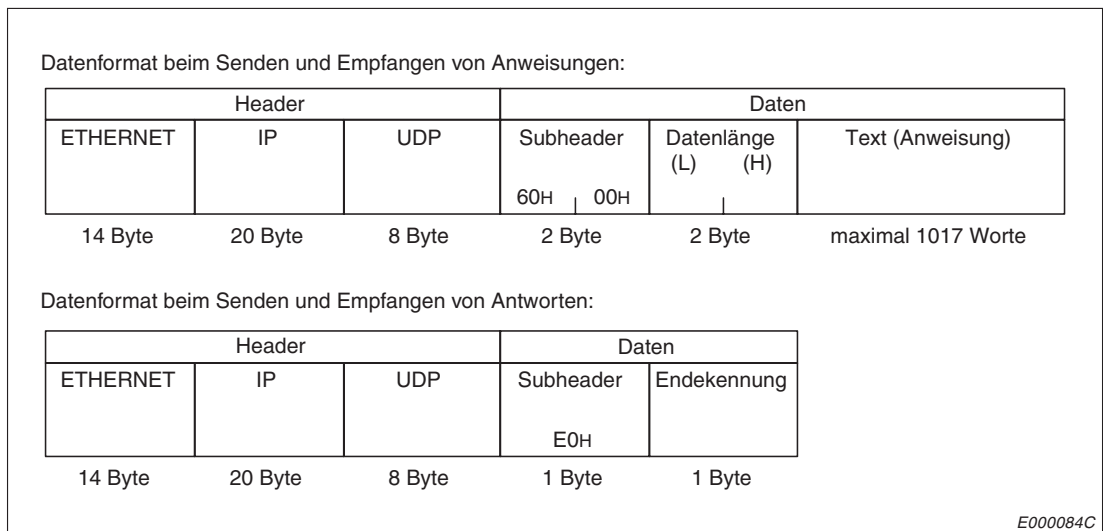 Datenformat beim Senden und Empfangen von Anweisungen:
Header Daten
ETHERNET IP UDP Subheader Datenlänge Text (Anweisung)
(L) (H)
60H 00H
14 Byte 20 Byte 8 Byte 2 Byte 2 Byte maximal 1017 Worte
Datenformat beim Senden und Empfangen von Antworten:
Header Daten
ETHERNET IP UDP Subheader Endekennung
E0H
14 Byte 20 Byte 8 Byte 1 Byte 1 Byte
E000084C